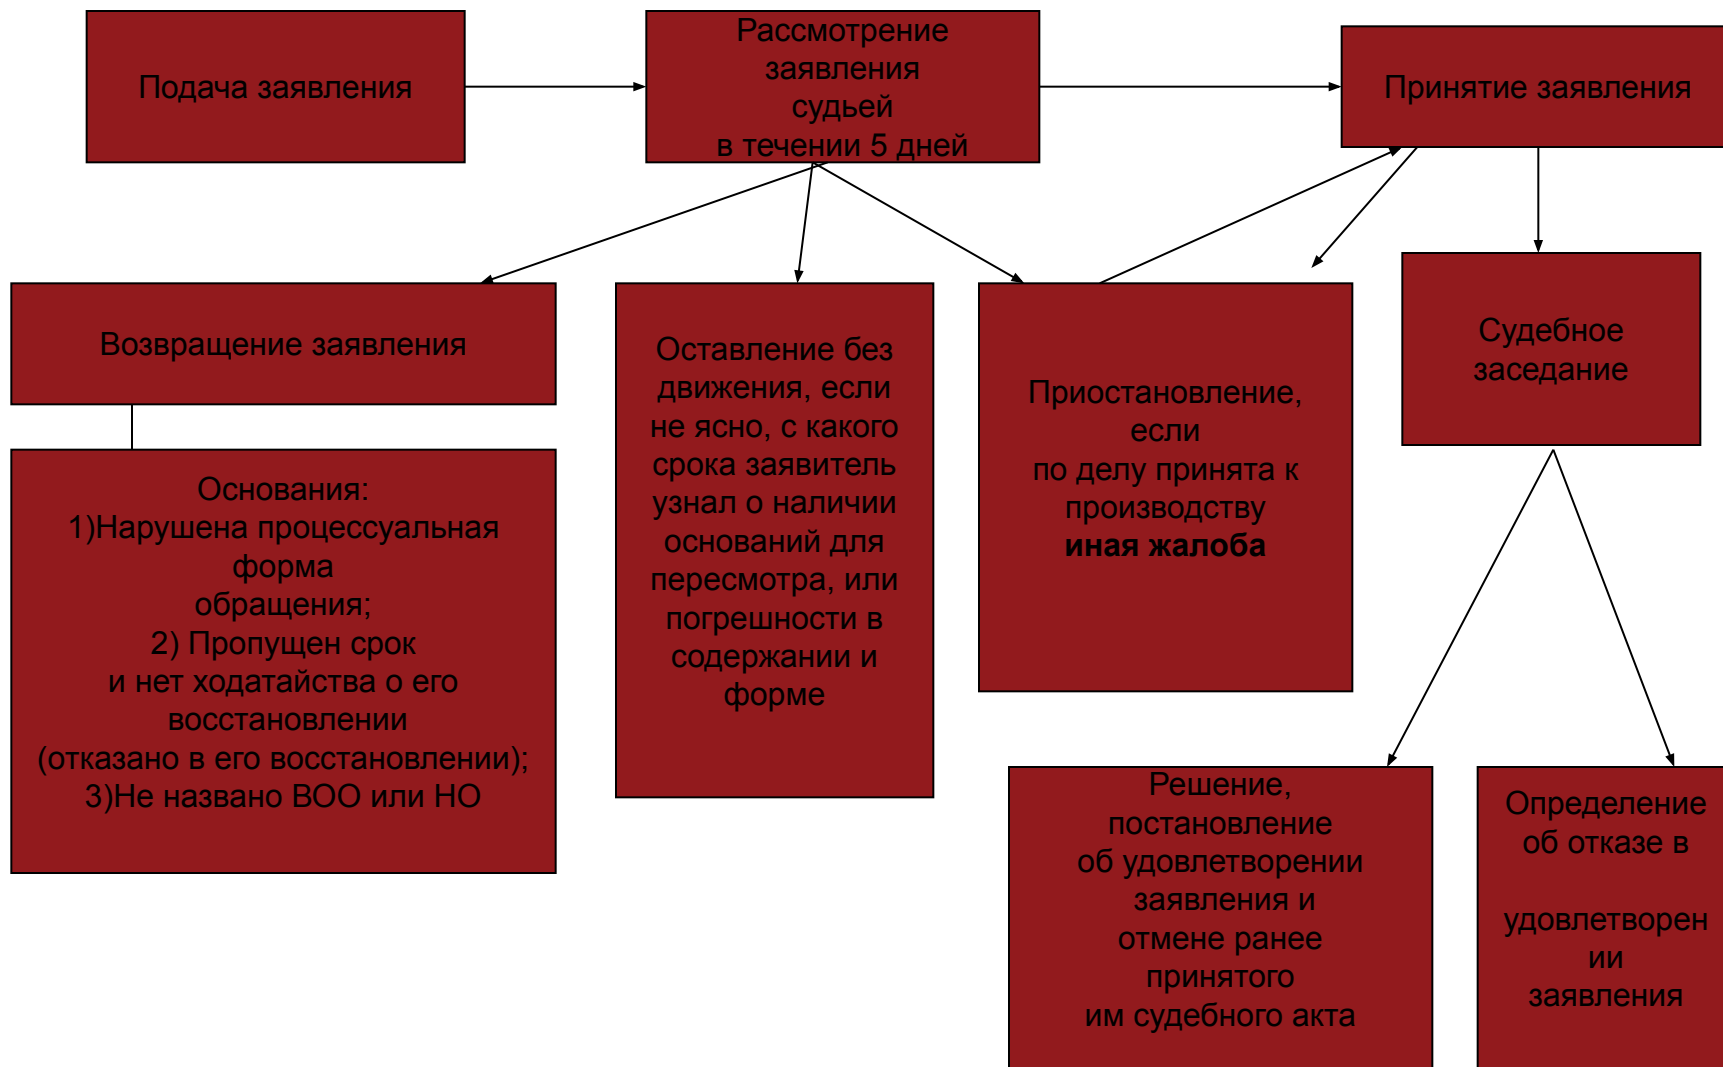 Подача заявления
Рассмотрение
заявления
судьей
в течении 5 дней
Принятие заявления
Возвращение заявления
Основания:
1)Нарушена процессуальная
форма
обращения;
2) Пропущен срок
и нет ходатайства о его
восстановлении
(отказано в его восстановлении);
3)Не названо ВОО или НО
Оставление без
движения, если
не ясно, с какого
срока заявитель
узнал о наличии
оснований для
пересмотра, или
погрешности в
содержании и
форме
Приостановление,
если
по делу принята к
производству
иная жалоба
Судебное
заседание
Решение,
постановление
об удовлетворении
заявления и
отмене ранее
принятого
им судебного акта
Определение
об отказе в
удовлетворен
ии
заявления